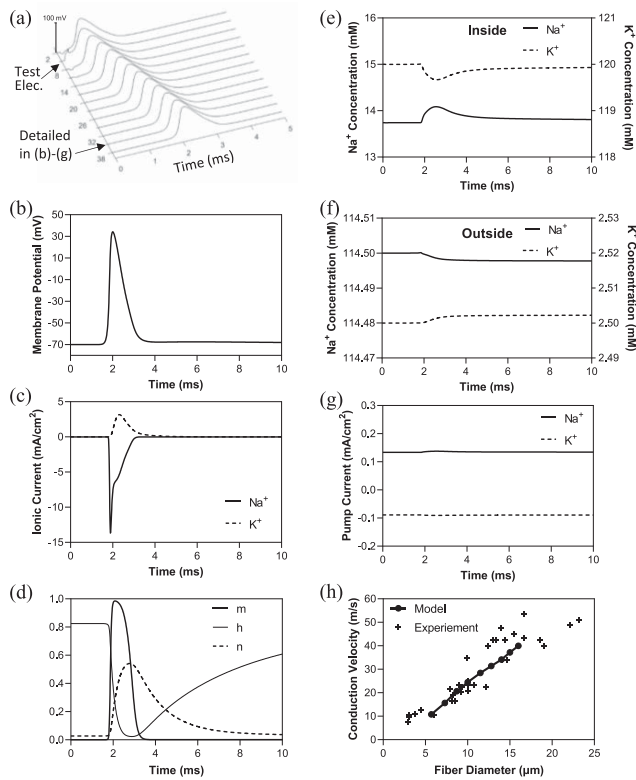 (a)
100 mV
2
8
14
20
26
32
38
Test
Elec.
Detailed
in (b)-(g)
0
1
2
3
4
5
Time (ms)
(b)
Membrane Potential (mV)
50
30
10
-10
-30
-50
-70
-90
0 2 4 6 8 10
Time (ms)
(c)
Ionic Current (mA/cm²)
5
0
-5
-10
-15
Na⁺
K⁺
0 2 4 6 8 10
Time (ms)
(d)
1.0
0.8
0.6
0.4
0.2
0.0
m
h
n
0 2 4 6 8 10
Time (ms)
(e)
Inside
Na⁺
K⁺
Na⁺ Concentration (mM)
16
15
14
13
K⁺ Concentration (mM)
121
120
119
118
0 2 4 6 8 10
Time (ms)
(f)
Outside
Na⁺
K⁺
Na⁺ Concentration (mM)
114.51
114.50
114.49
114.48
114.47
K⁺ Concentration (mM)
2.53
2.52
2.51
2.50
2.49
0 2 4 6 8 10
Time (ms)
(g)
Pump Current (mA/cm²)
0.3
0.2
0.1
0.0
-0.1
-0.2
Na⁺
K⁺
0 2 4 6 8 10
Time (ms)
(h)
Conduction Velocity (m/s)
60
50
40
30
20
10
0
Model
Experiement
0 5 10 15 20 25
Fiber Diameter (µm)